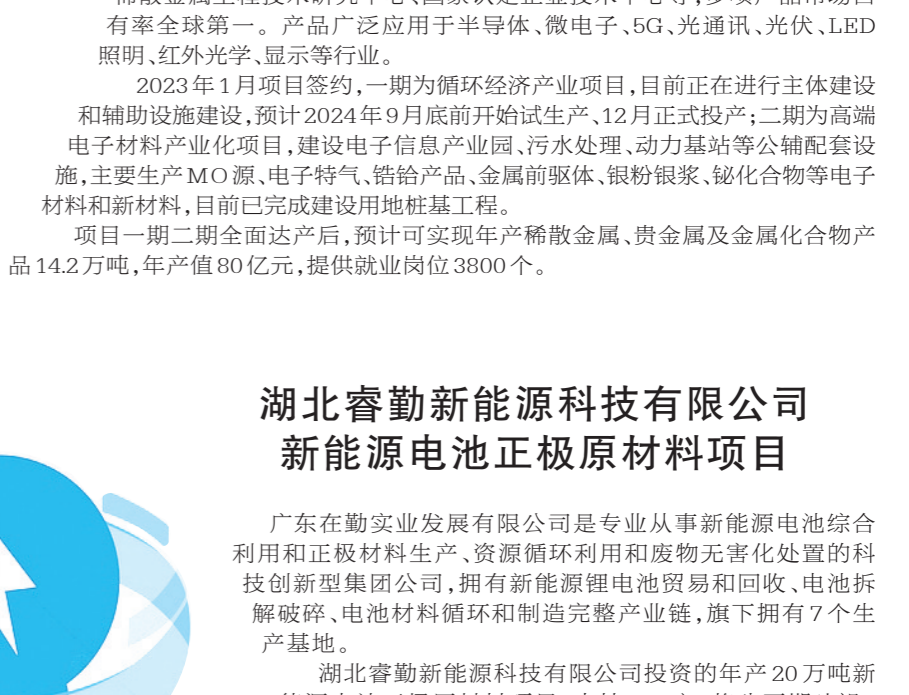 有率全球第一。产品广泛应用于半导体、微电子、5G、光通讯、光伏、LED
照明、红外光学、显示等行业。
2023年1月项目签约,一期为循环经济产业项目,目前正在进行主体建设
和辅助设施建设,预计2024年9月底前开始试生产、12月正式投产;二期为高端
电子材料产业化项目,建设电子信息产业园、污水处理、动力基站等公辅配套设
施,主要生产MO源、电子特气、锆铪产品、金属前驱体、银粉银浆、铋化合物等电子
材料和新材料,目前已完成建设用地桩基工程。
项目一期二期全面达产后,预计可实现年产稀散金属、贵金属及金属化合物产
品14.2万吨,年产值80亿元,提供就业岗位3800个。
湖北睿勤新能源科技有限公司
新能源电池正极原材料项目
广东在勤实业发展有限公司是专业从事新能源电池综合
利用和正极材料生产、资源循环利用和废物无害化处置的科
技创新型集团公司,拥有新能源锂电池贸易和回收、电池拆
解破碎、电池材料循环和制造完整产业链,旗下拥有7个生
产基地。
湖北睿勤新能源科技有限公司投资的年产20万吨新